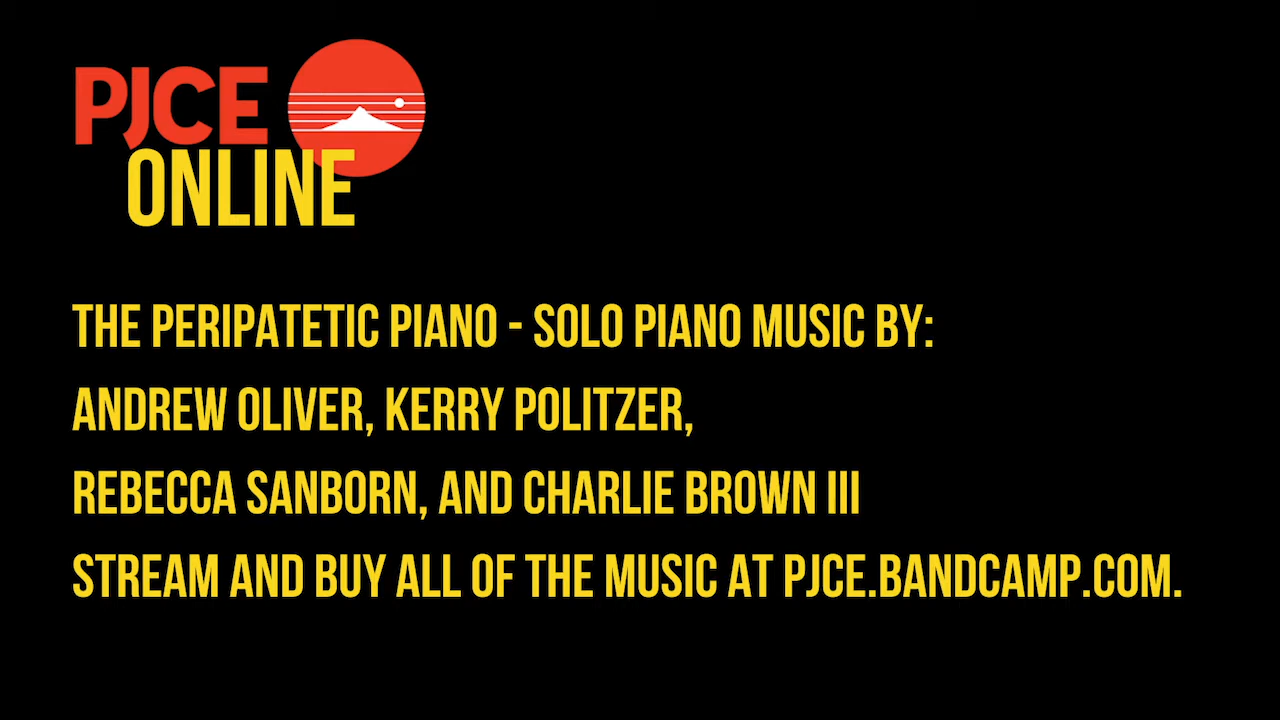 PJCE
ONLINE
THE PERIPATETIC PIANO - SOLO PIANO MUSIC BY:
ANDREW OLIVER, KERRY POLITZER,
REBECCA SANBORN, AND CHARLIE BROWN III
STREAM AND BUY ALL OF THE MUSIC AT PJCE.BANDCAMP.COM.